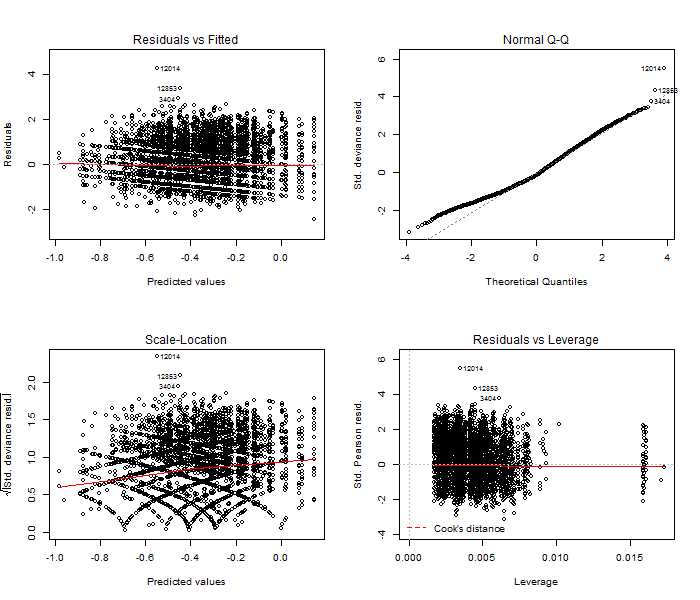 Residuals vs Fitted
Residuals
4
2
0
-2
12014
12853
3404
-1.0 -0.8 -0.6 -0.4 -0.2 0.0
Predicted values
Normal Q-Q
Std. deviance resid.
6
4
2
0
-2
12014
12853
3404
-4 -2 0 2 4
Theoretical Quantiles
Scale-Location
√|Std. deviance resid.|
2.0
1.5
1.0
0.5
0.0
12014
12853
3404
-1.0 -0.8 -0.6 -0.4 -0.2 0.0
Predicted values
Residuals vs Leverage
Std. Pearson resid.
6
4
2
0
-2
-4
12014
12853
3404
Cook's distance
0.000 0.005 0.010 0.015
Leverage